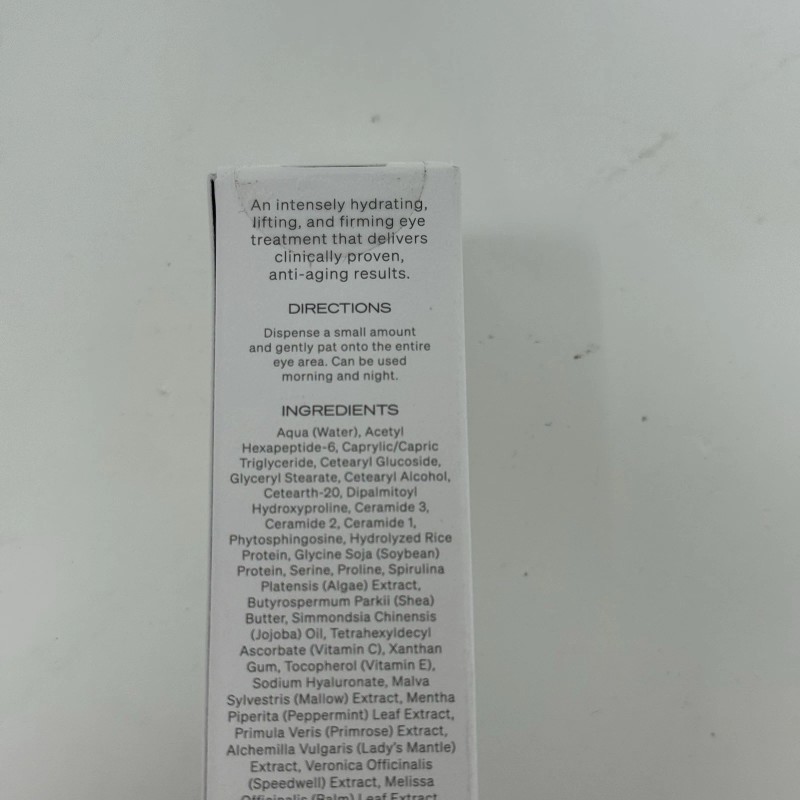 An intensely hydrating,
lifting, and firming eye
treatment that delivers
clinically proven,
anti-aging results.
DIRECTIONS
Dispense a small amount
and gently pat onto the entire
eye area. Can be used
morning and night.
INGREDIENTS
Aqua (Water), Acetyl
Hexapeptide-6, Caprylic/Capric
Triglyceride, Cetearyl Glucoside,
Glyceryl Stearate, Cetearyl Alcohol,
Cetearth-20, Dipalmitoyl
Hydroxyproline, Ceramide 3,
Ceramide 2, Ceramide 1,
Phytosphingosine, Hydrolyzed Rice
Protein, Glycine Soja (Soybean)
Protein, Serine, Proline, Spirulina
Platensis (Algae) Extract,
Butyrospermum Parkii (Shea)
Butter, Simmondsia Chinensis
(Jojoba) Oil, Tetrahexyldecyl
Ascorbate (Vitamin C), Xanthan
Gum, Tocopherol (Vitamin E),
Sodium Hyaluronate, Malva
Sylvestris (Mallow) Extract, Mentha
Piperita (Peppermint) Leaf Extract,
Primula Veris (Primrose) Extract,
Alchemilla Vulgaris (Lady's Mantle)
Extract, Veronica Officinalis
(Speedwell) Extract, Melissa
Officinalis (Balm) Leaf Extract,